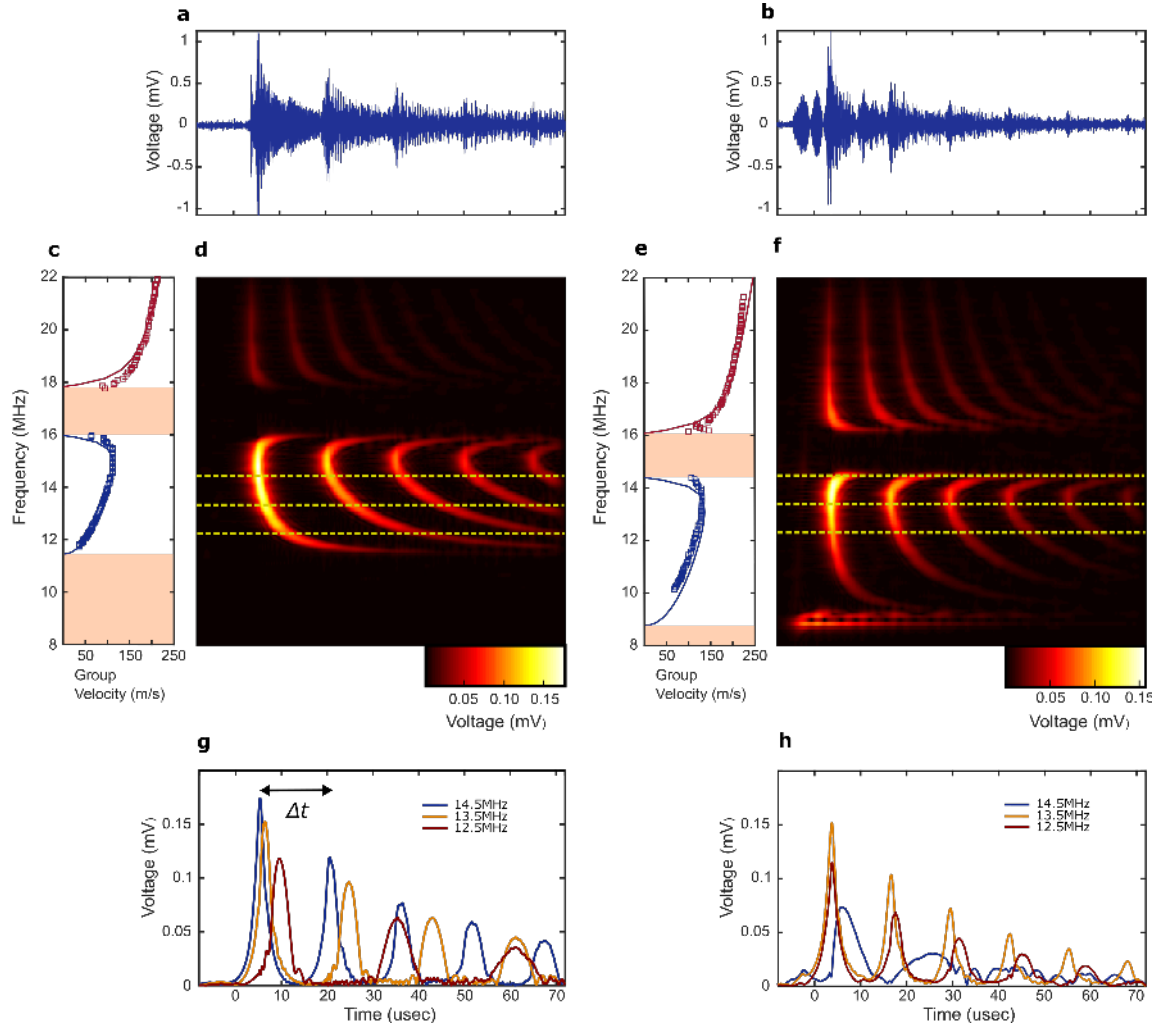 a
Voltage (mV)
1
0.5
0
-0.5
-1
b
Voltage (mV)
1
0.5
0
-0.5
-1
c
Frequency (MHz)
22
20
18
16
14
12
10
8
50 150 250
Group
Velocity (m/s)
d
0.05 0.10 0.15
Voltage (mV)
e
Frequency (MHz)
22
20
18
16
14
12
10
8
50 150 250
Group
Velocity (m/s)
f
0.05 0.10 0.15
Voltage (mV)
g
Voltage (mV)
0.15
0.1
0.05
0
Δt
14.5MHz
13.5MHz
12.5MHz
0 10 20 30 40 50 60 70
Time (usec)
h
Voltage (mV)
0.15
0.1
0.05
0
14.5MHz
13.5MHz
12.5MHz
0 10 20 30 40 50 60 70
Time (usec)